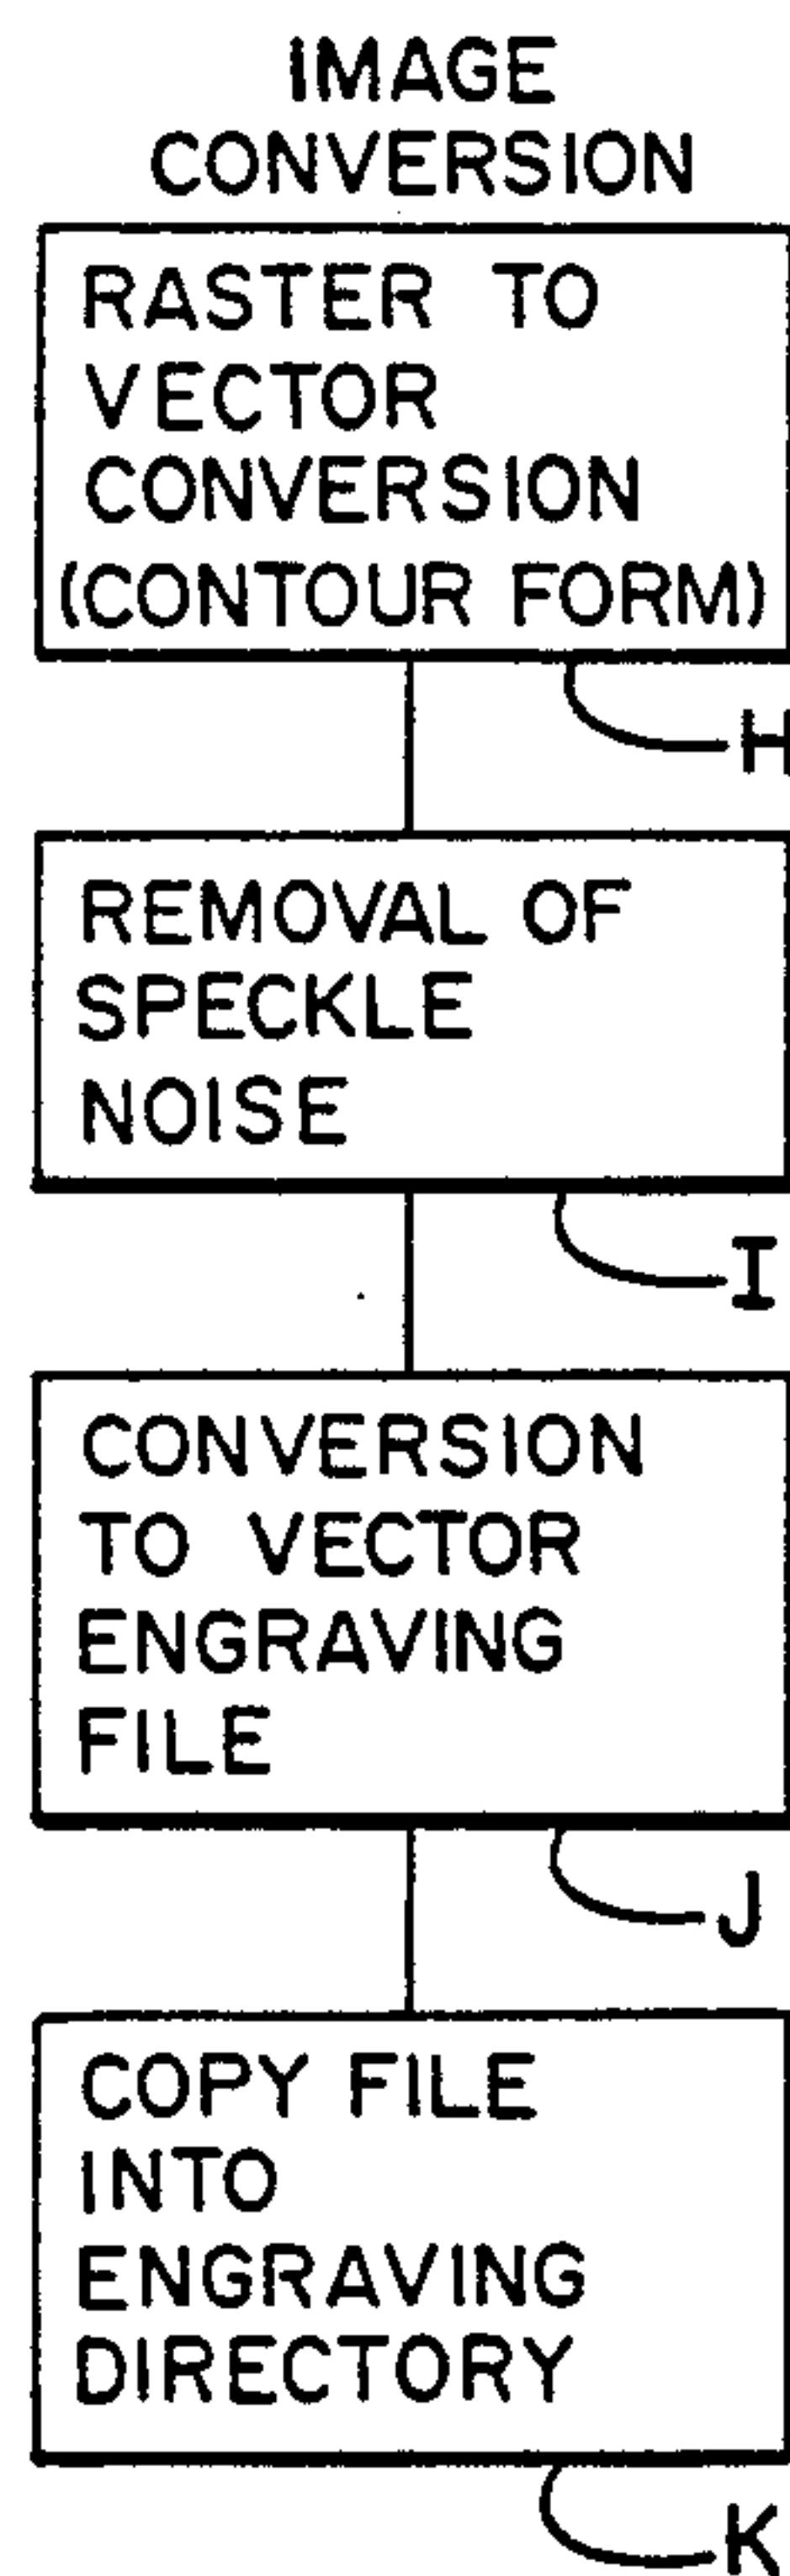 IMAGE
CONVERSION
RASTER TO
VECTOR
CONVERSION
(CONTOUR FORM)
H
REMOVAL OF
SPECKLE
NOISE
I
CONVERSION
TO VECTOR
ENGRAVING
FILE
J
COPY FILE
INTO
ENGRAVING
DIRECTORY
K